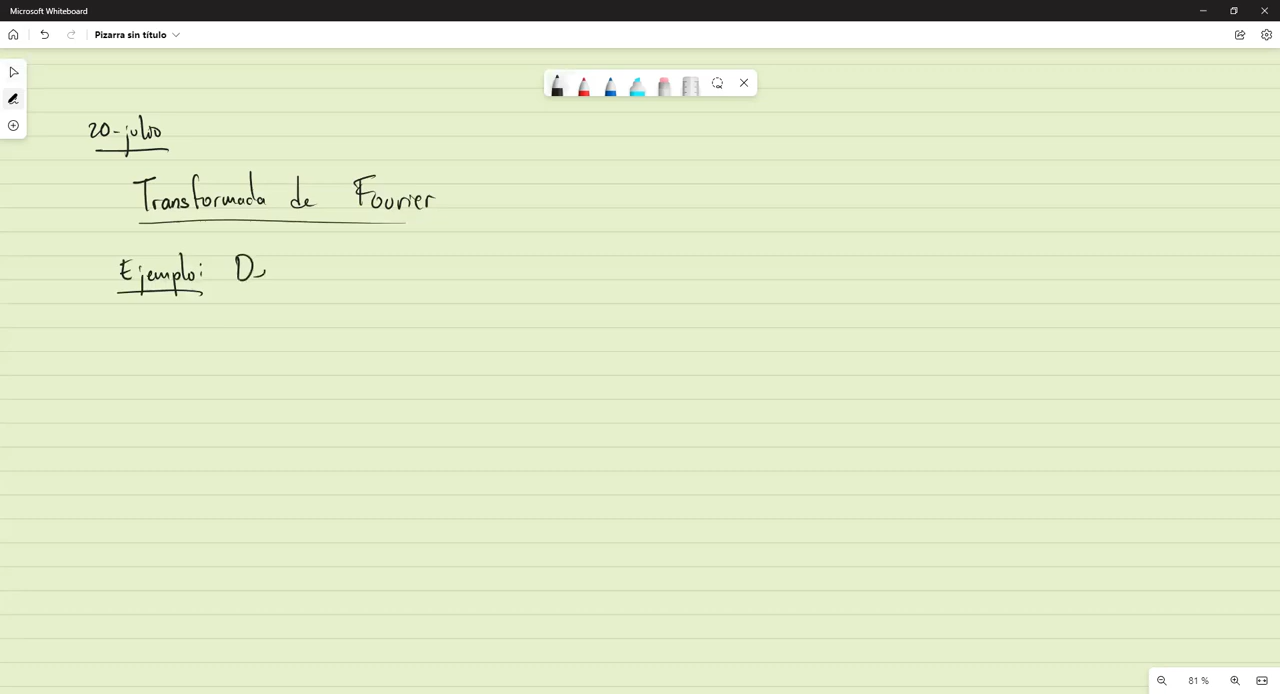 Microsoft Whiteboard
Pizarra sin título
20-julio
Transformada de Fourier
Ejemplo: D
81 %